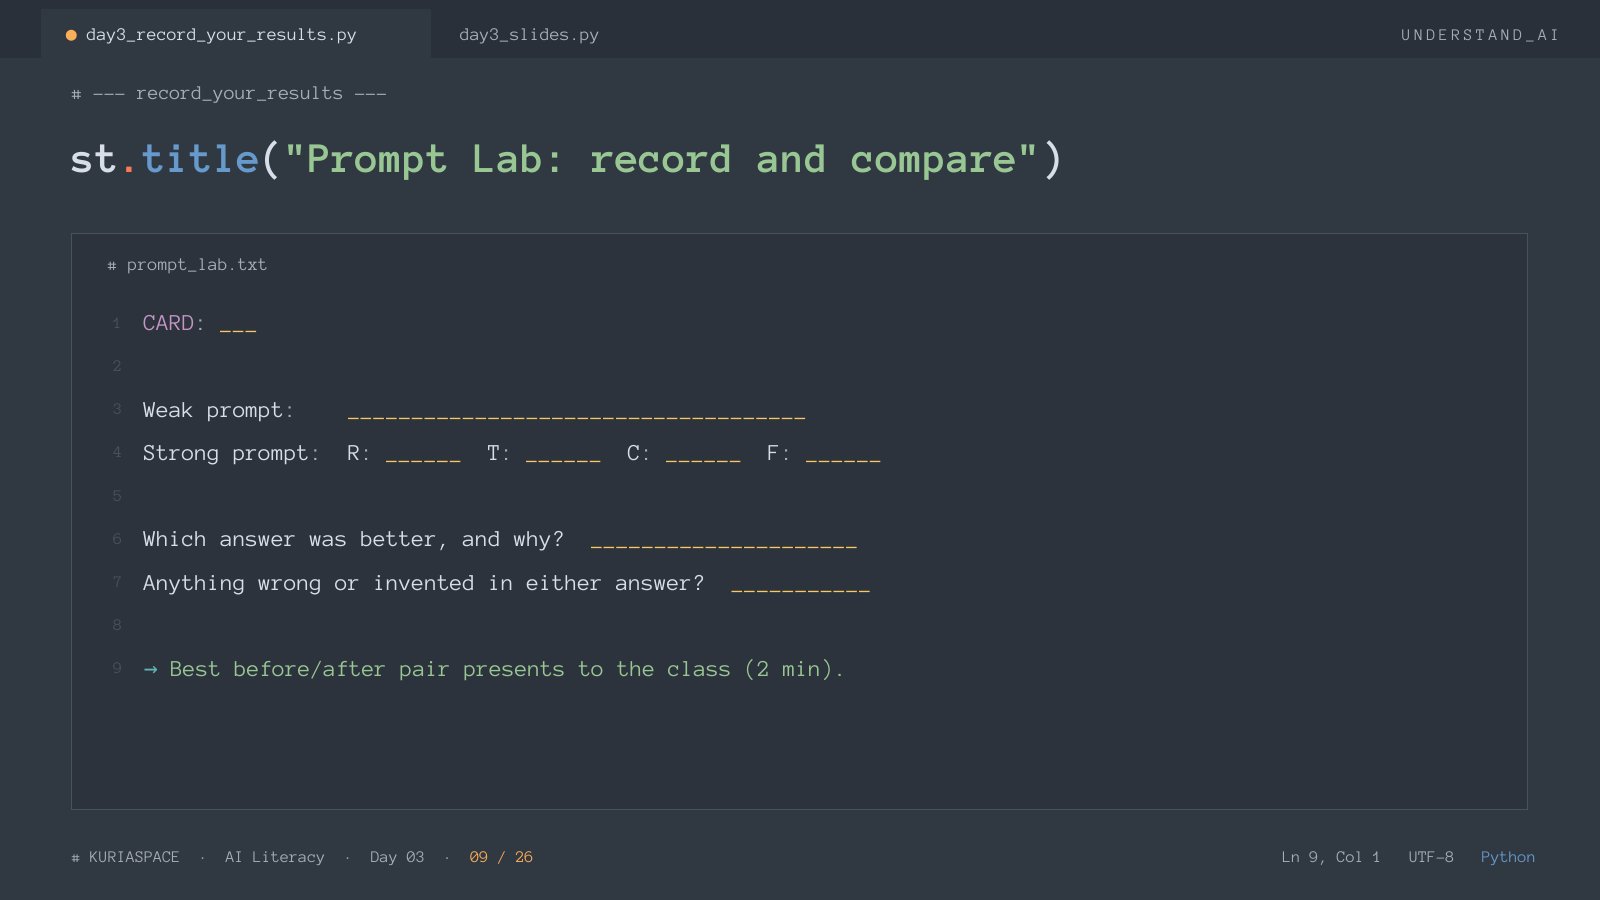 day3_record_your_results.py
day3_slides.py
UNDERSTAND_AI
# --- record_your_results ---
st.title("Prompt Lab: record and compare")
# prompt_lab.txt
1 CARD: ___
2
3 Weak prompt: ____________________________________
4 Strong prompt: R: ______ T: ______ C: ______ F: ______
5
6 Which answer was better, and why? _____________________
7 Anything wrong or invented in either answer? ___________
8
9 → Best before/after pair presents to the class (2 min).
# KURIASPACE · AI Literacy · Day 03 · 09 / 26
Ln 9, Col 1 UTF-8 Python